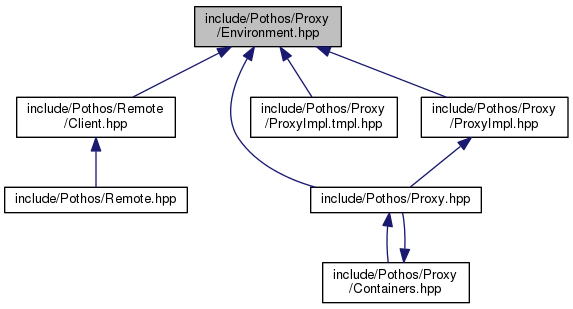 include/Pothos/Proxy
/Environment.hpp
include/Pothos/Remote
/Client.hpp
include/Pothos/Proxy
/ProxyImpl.tmpl.hpp
include/Pothos/Proxy
/ProxyImpl.hpp
include/Pothos/Remote.hpp
include/Pothos/Proxy.hpp
include/Pothos/Proxy
/Containers.hpp